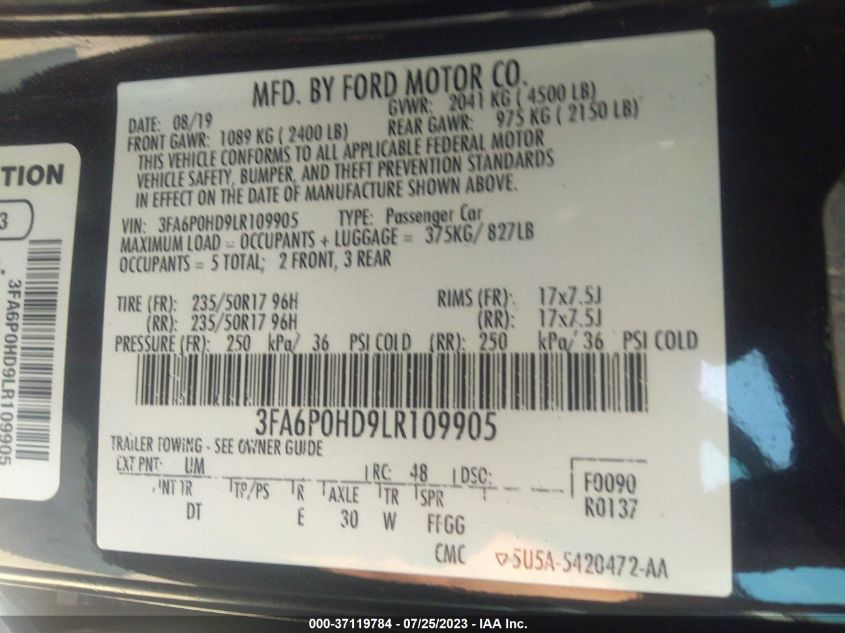 MFD. BY FORD MOTOR CO.
DATE: 08/19 GVWR: 2041 KG ( 4500 LB)
FRONT GAWR: 1089 KG ( 2400 LB) REAR GAWR: 975 KG ( 2150 LB)
THIS VEHICLE CONFORMS TO ALL APPLICABLE FEDERAL MOTOR
VEHICLE SAFETY, BUMPER, AND THEFT PREVENTION STANDARDS
IN EFFECT ON THE DATE OF MANUFACTURE SHOWN ABOVE.
VIN: 3FA6P0HD9LR109905 TYPE: Passenger Car
MAXIMUM LOAD = OCCUPANTS + LUGGAGE = 375KG/ 827LB
OCCUPANTS = 5 TOTAL; 2 FRONT, 3 REAR
TIRE (FR): 235/50R17 96H RIMS (FR): 17x7.5J
(RR): 235/50R17 96H (RR): 17x7.5J
PRESSURE (FR): 250 kPa/ 36 PSI COLD (RR): 250 kPa/ 36 PSI COLD
3FA6P0HD9LR109905
TRAILER TOWING - SEE OWNER GUIDE
EXT PNT: UM RC: 48 DSO:
INT TR TP/PS R AXLE TR SPR
DT E 30 W FFGG
F0090
R0137
CMC 5U5A-5420472-AA
TION
3
3FA6P0HD9LR109905
000-37119784 - 07/25/2023 - IAA Inc.